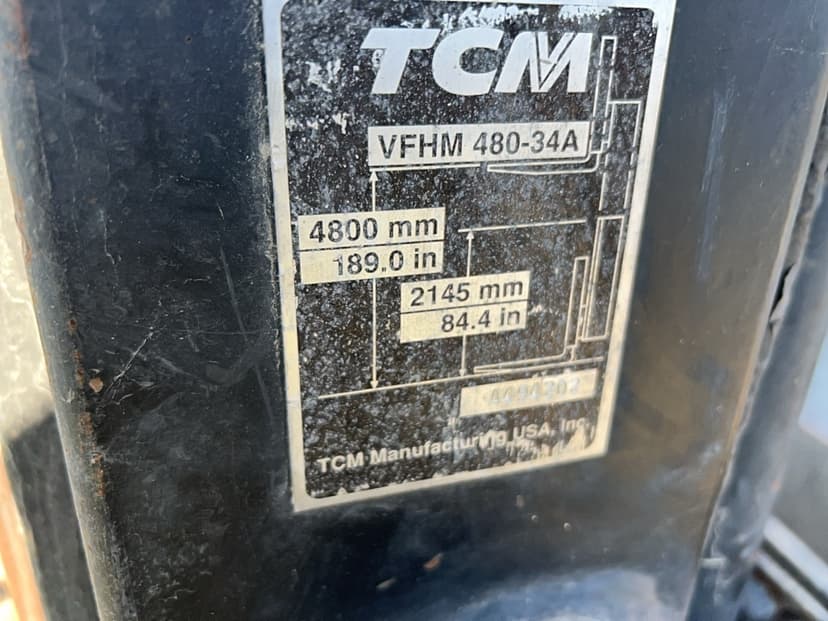 TCM
VFHM 480-34A
4800 mm
189.0 in
2145 mm
84.4 in
TCM Manufacturing USA, Inc.